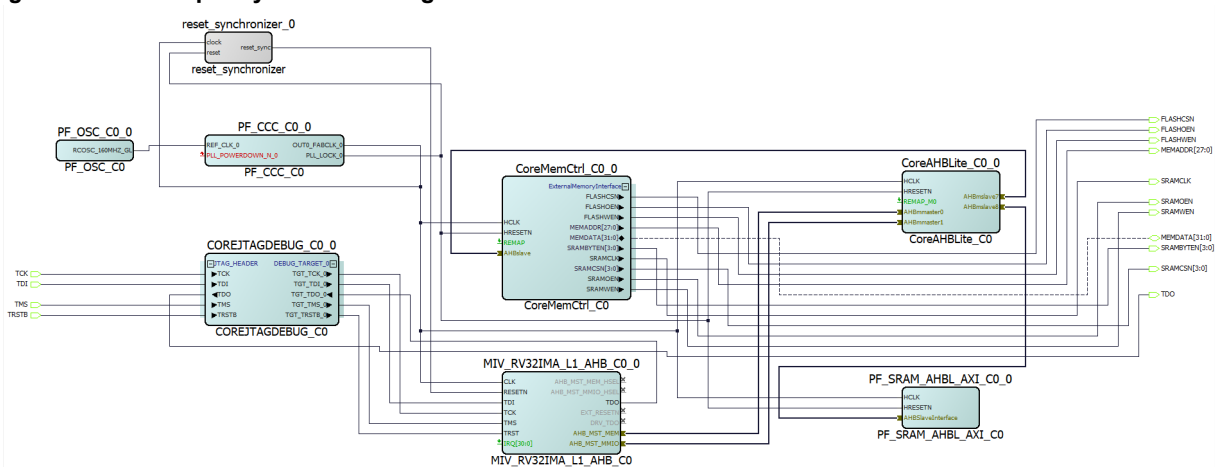 reset_synchronizer_0
clock
reset
reset_sync
reset_synchronizer
PF_OSC_C0_0
RCOSC_160MHZ_GL
PF_OSC_C0
PF_CCC_C0_0
REF_CLK_0
OUT0_FABCLK_0
PLL_POWERDOWN_N_0
PLL_LOCK_0
PF_CCC_C0
CoreMemCtrl_C0_0
ExternalMemoryInterface
FLASHCSN
FLASHOEN
FLASHWEN
HCLK
MEMADDR[27:0]
HRESETN
MEMDATA[31:0]
REMAP
SRAMBYTEN[3:0]
AHBslave
SRAMCLK
SRAMCSN[3:0]
SRAMOEN
SRAMWEN
CoreMemCtrl_C0
CoreAHBLite_C0_0
HCLK
HRESETN
AHBmslave7
REMAP_M0
AHBmslave8
AHBmmaster0
AHBmmaster1
CoreAHBLite_C0
COREJTAGDEBUG_C0_0
JTAG_HEADER
DEBUG_TARGET_0
TCK
TGT_TCK_0
TDI
TGT_TDI_0
TDO
TGT_TDO_0
TMS
TGT_TMS_0
TRSTB
TGT_TRSTB_0
COREJTAGDEBUG_C0
TCK
TDI
TMS
TRSTB
MIV_RV32IMA_L1_AHB_C0_0
CLK
AHB_MST_MEM_HSEL
RESETN
AHB_MST_MMIO_HSEL
TDI
TDO
TCK
EXT_RESETN
TMS
DRV_TDO
TRST
AHB_MST_MEM
IRQ[30:0]
AHB_MST_MMIO
MIV_RV32IMA_L1_AHB_C0
PF_SRAM_AHBL_AXI_C0_0
HCLK
HRESETN
AHBSlaveInterface
PF_SRAM_AHBL_AXI_C0
FLASHCSN
FLASHOEN
FLASHWEN
MEMADDR[27:0]
SRAMCLK
SRAMOEN
SRAMWEN
MEMDATA[31:0]
SRAMBYTEN[3:0]
SRAMCSN[3:0]
TDO